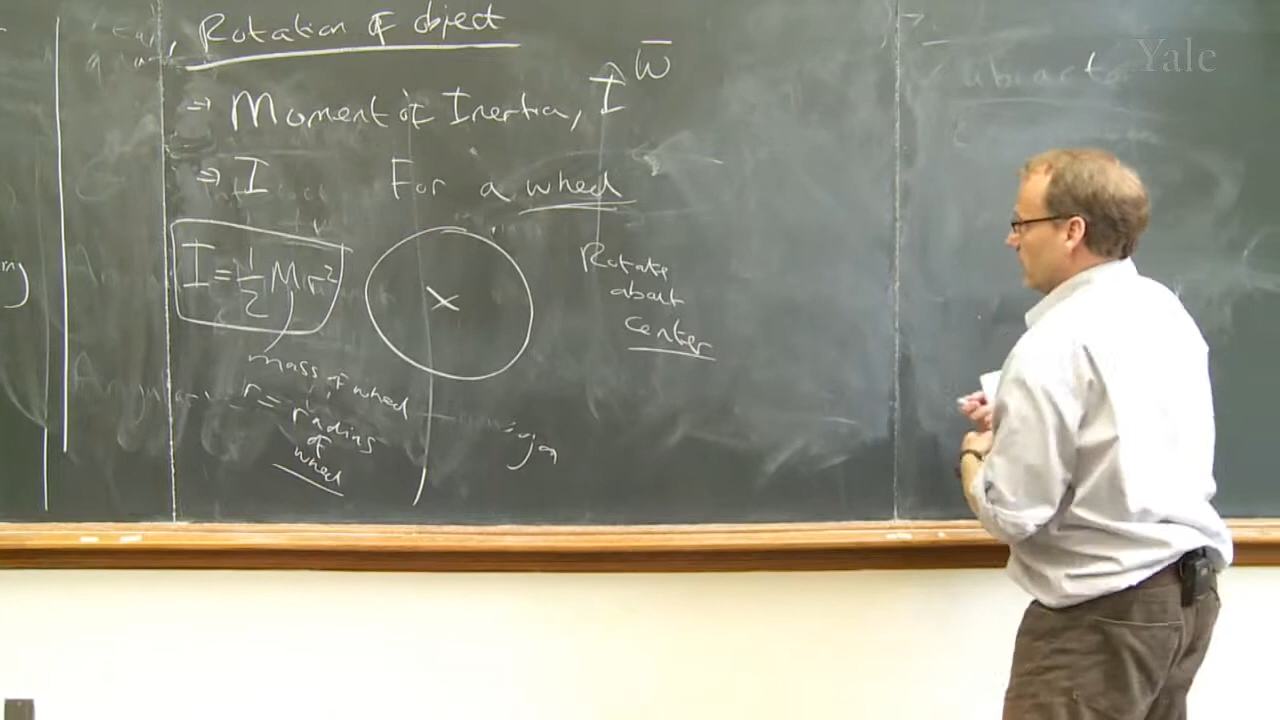 Rotation of object
⇒ Moment of Inertia, I
ω
⇒ I For a wheel
I = 1/2 Mr²
Rotate
about
center
mass of wheel
r = radius
of
wheel
Yale